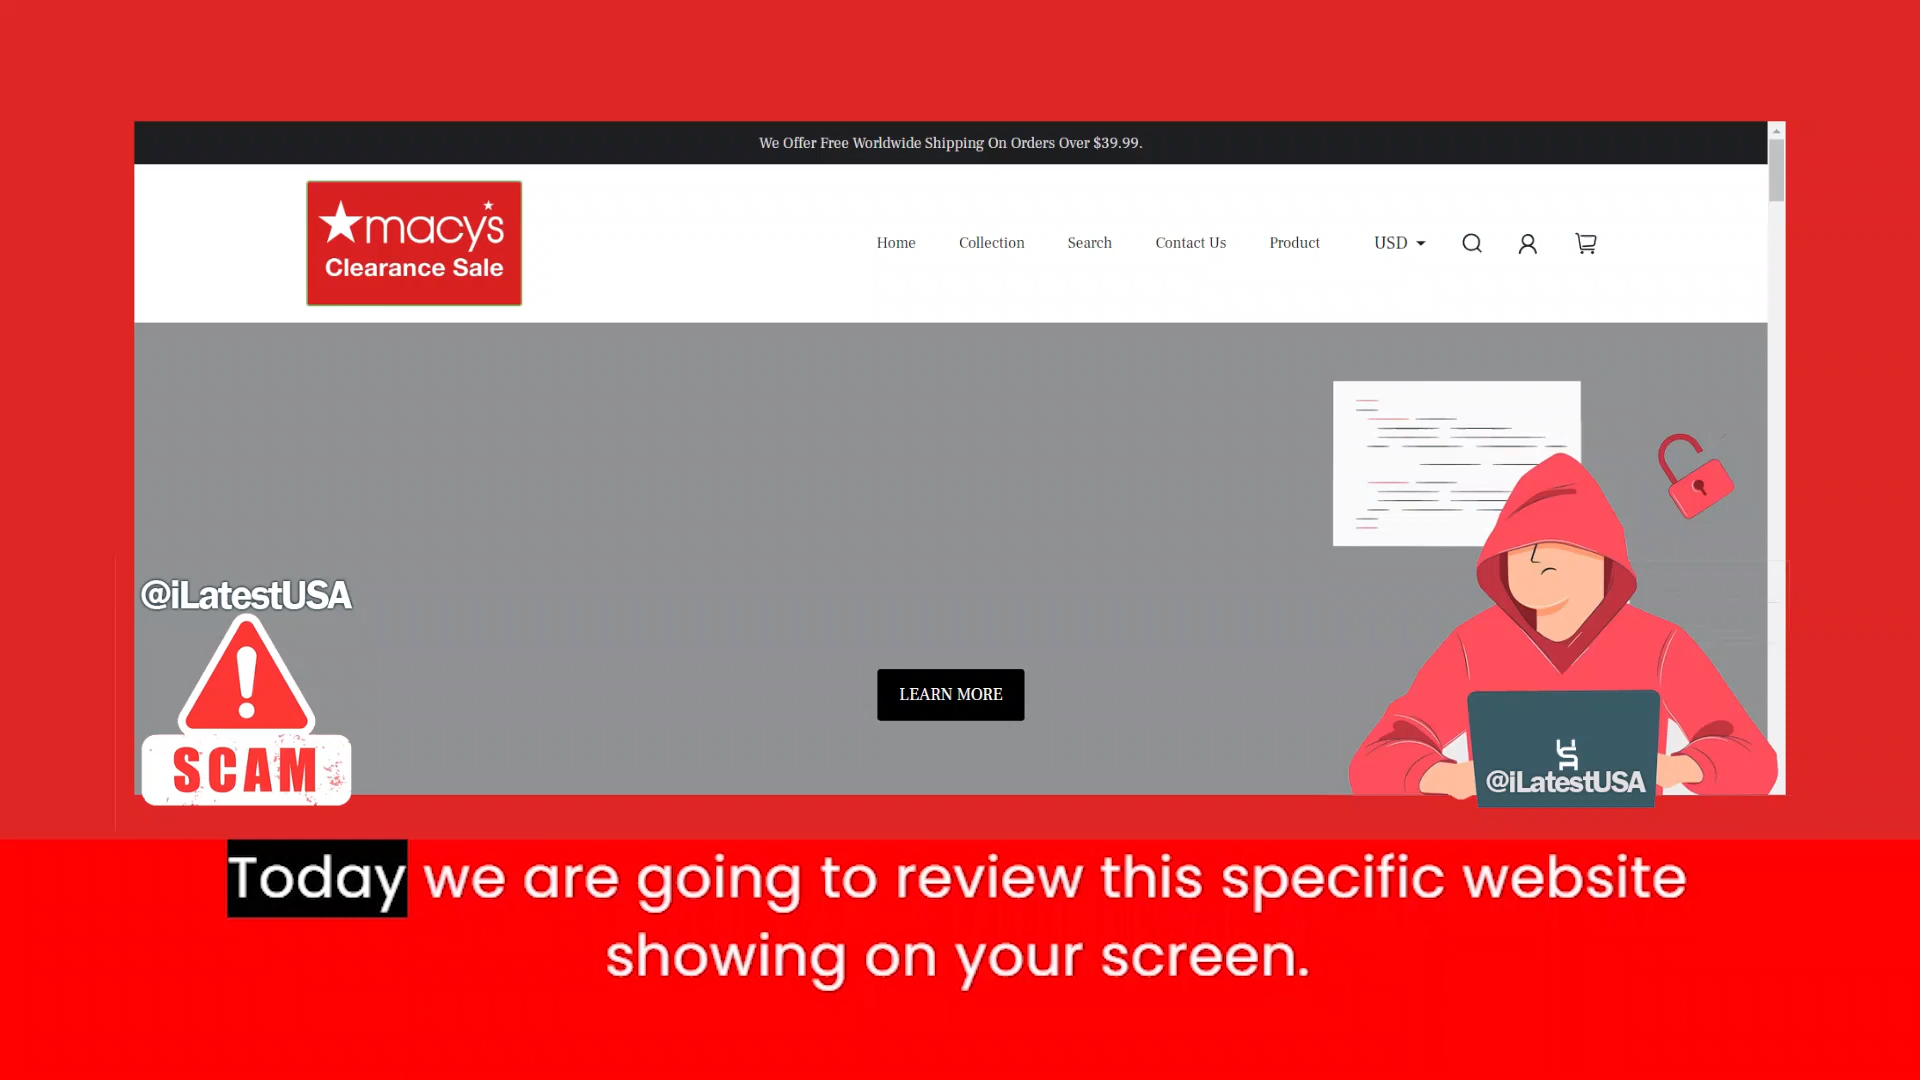 We Offer Free Worldwide Shipping On Orders Over $39.99.
macy's
Clearance Sale
Home Collection Search Contact Us Product USD
LEARN MORE
@iLatestUSA
SCAM
@iLatestUSA
Today we are going to review this specific website
showing on your screen.